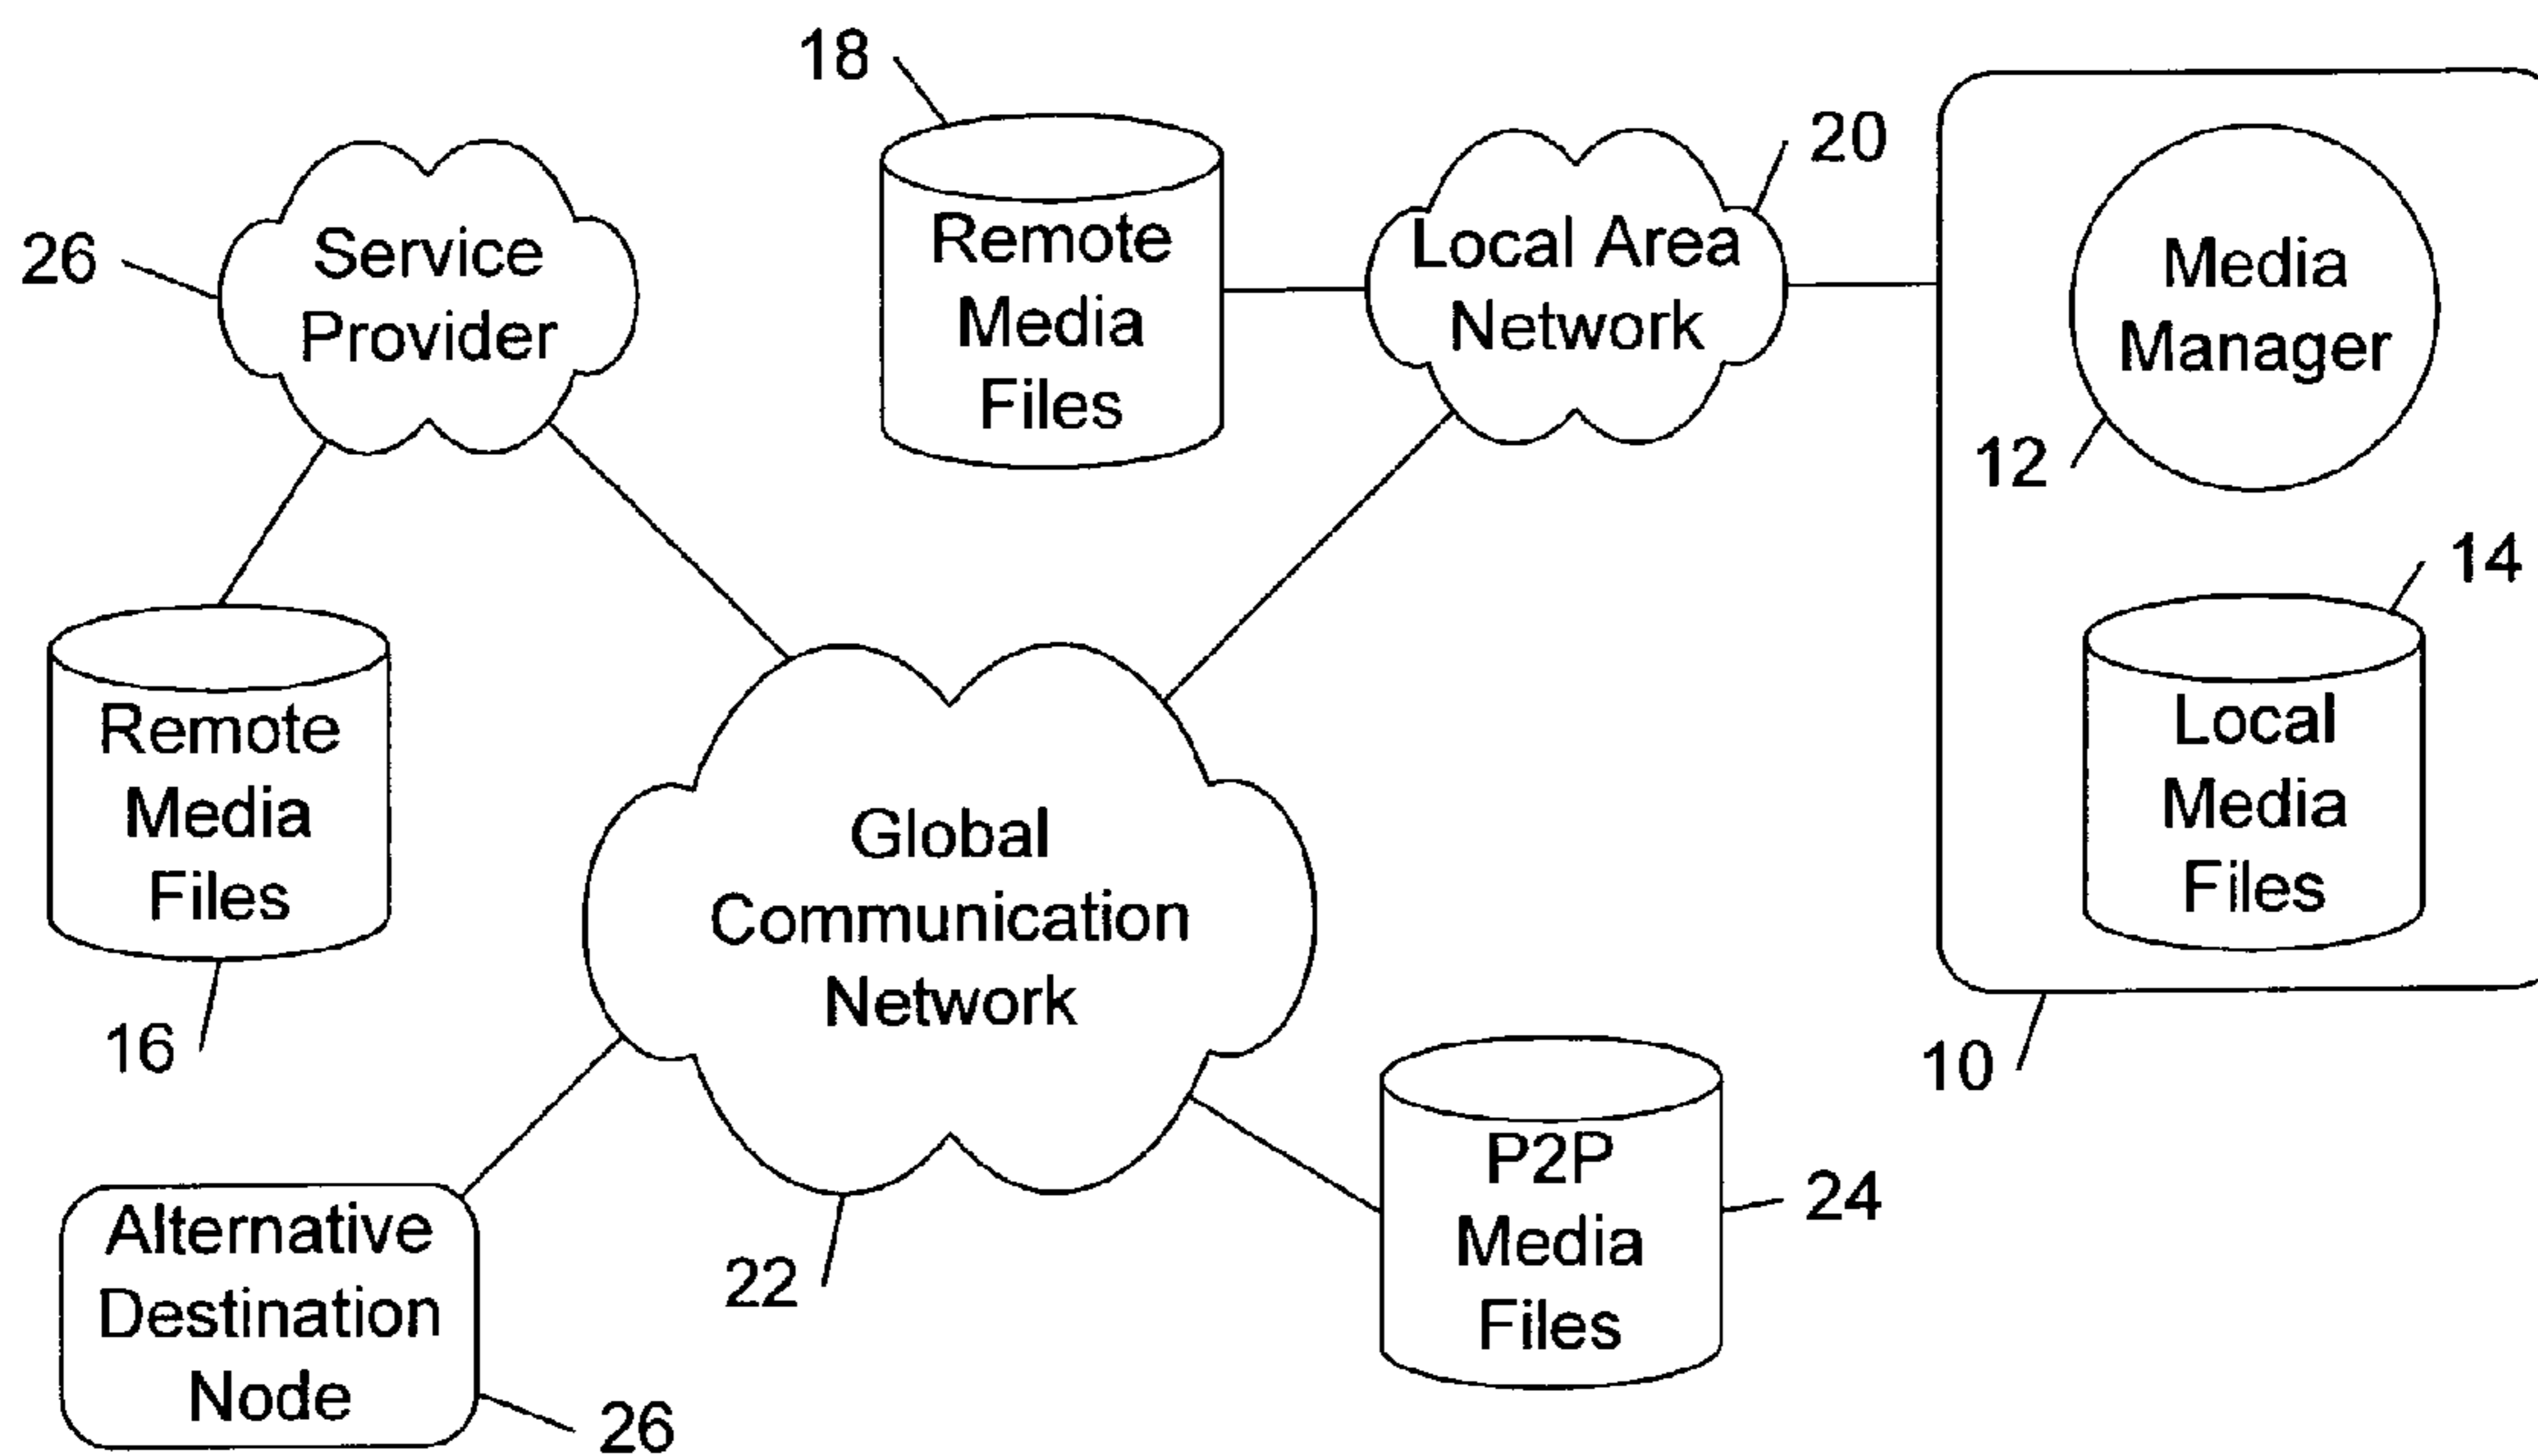 18
20
26
Service
Provider
Remote
Media
Files
Local Area
Network
Media
Manager
12
14
Remote
Media
Files
16
Global
Communication
Network
22
Local
Media
Files
10
P2P
Media
Files
24
Alternative
Destination
Node
26